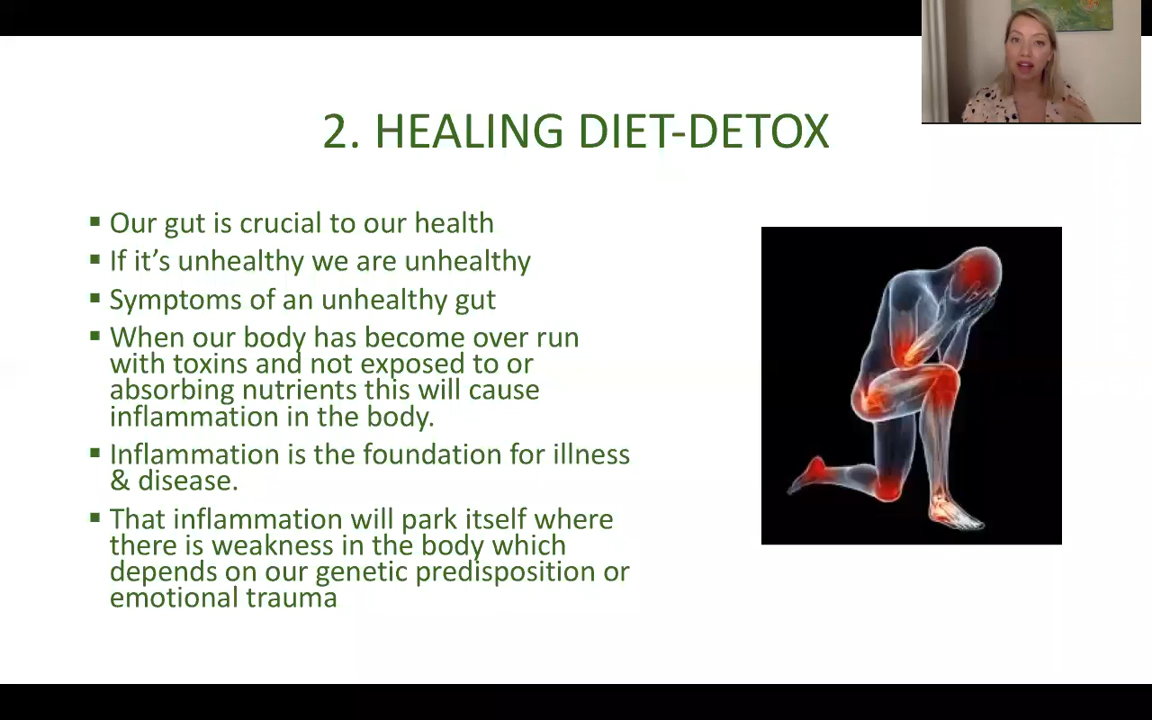 2. HEALING DIET-DETOX
▪ Our gut is crucial to our health
▪ If it’s unhealthy we are unhealthy
▪ Symptoms of an unhealthy gut
▪ When our body has become over run
with toxins and not exposed to or
absorbing nutrients this will cause
inflammation in the body.
▪ Inflammation is the foundation for illness
& disease.
▪ That inflammation will park itself where
there is weakness in the body which
depends on our genetic predisposition or
emotional trauma